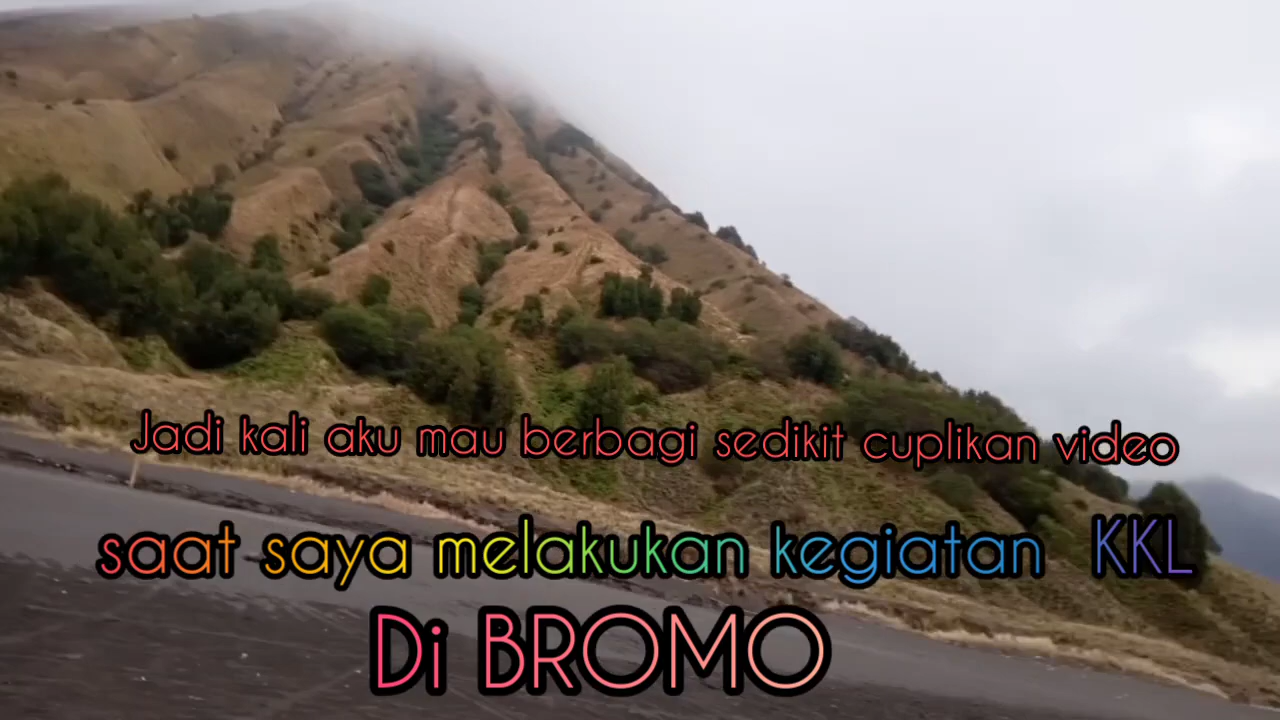 Jadi kali aku mau berbagi sedikit cuplikan video
saat saya melakukan kegiatan KKL
Di BROMO